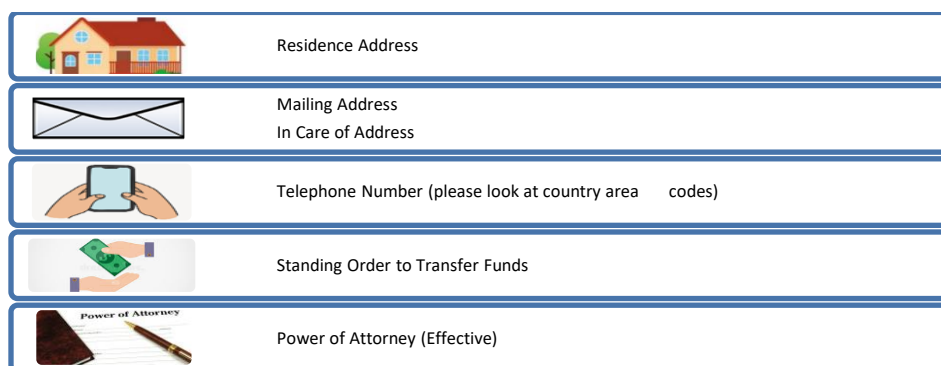 Residence Address
Mailing Address
In Care of Address
Telephone Number (please look at country area codes)
Standing Order to Transfer Funds
Power of Attorney
Power of Attorney (Effective)